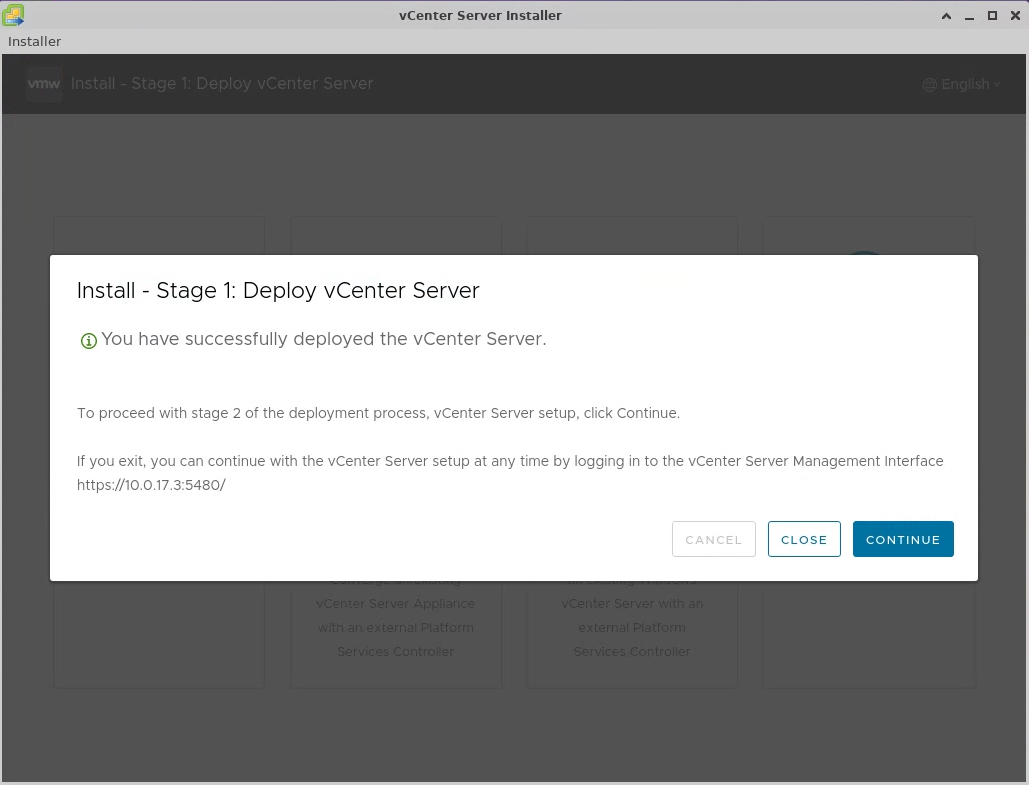 vCenter Server Installer
Installer
vmw Install - Stage 1: Deploy vCenter Server English
Install - Stage 1: Deploy vCenter Server
You have successfully deployed the vCenter Server.
To proceed with stage 2 of the deployment process, vCenter Server setup, click Continue.
If you exit, you can continue with the vCenter Server setup at any time by logging in to the vCenter Server Management Interface
https://10.0.17.3:5480/
CANCEL CLOSE CONTINUE
vCenter Server Appliance
with an external Platform
Services Controller
vCenter Server with an
external Platform
Services Controller